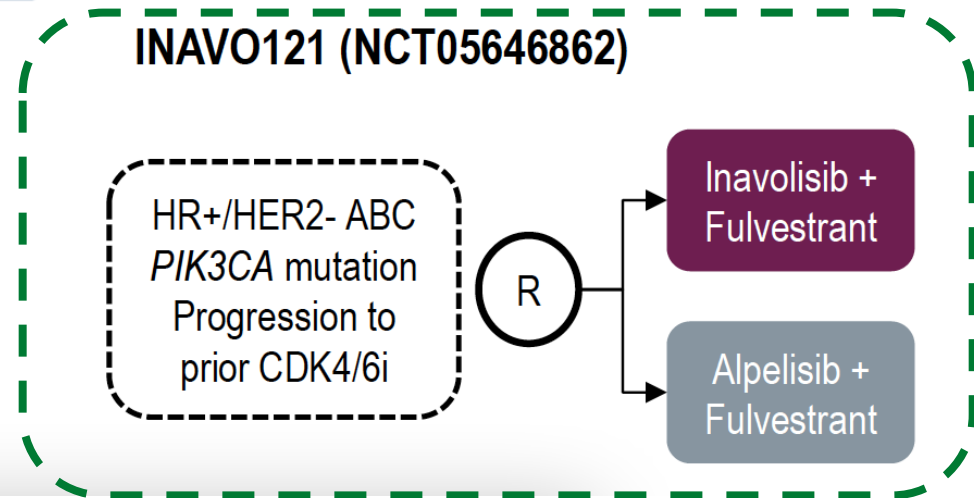 INAVO121 (NCT05646862)
HR+/HER2- ABC
PIK3CA mutation
Progression to
prior CDK4/6i
R
Inavolisib +
Fulvestrant
Alpelisib +
Fulvestrant